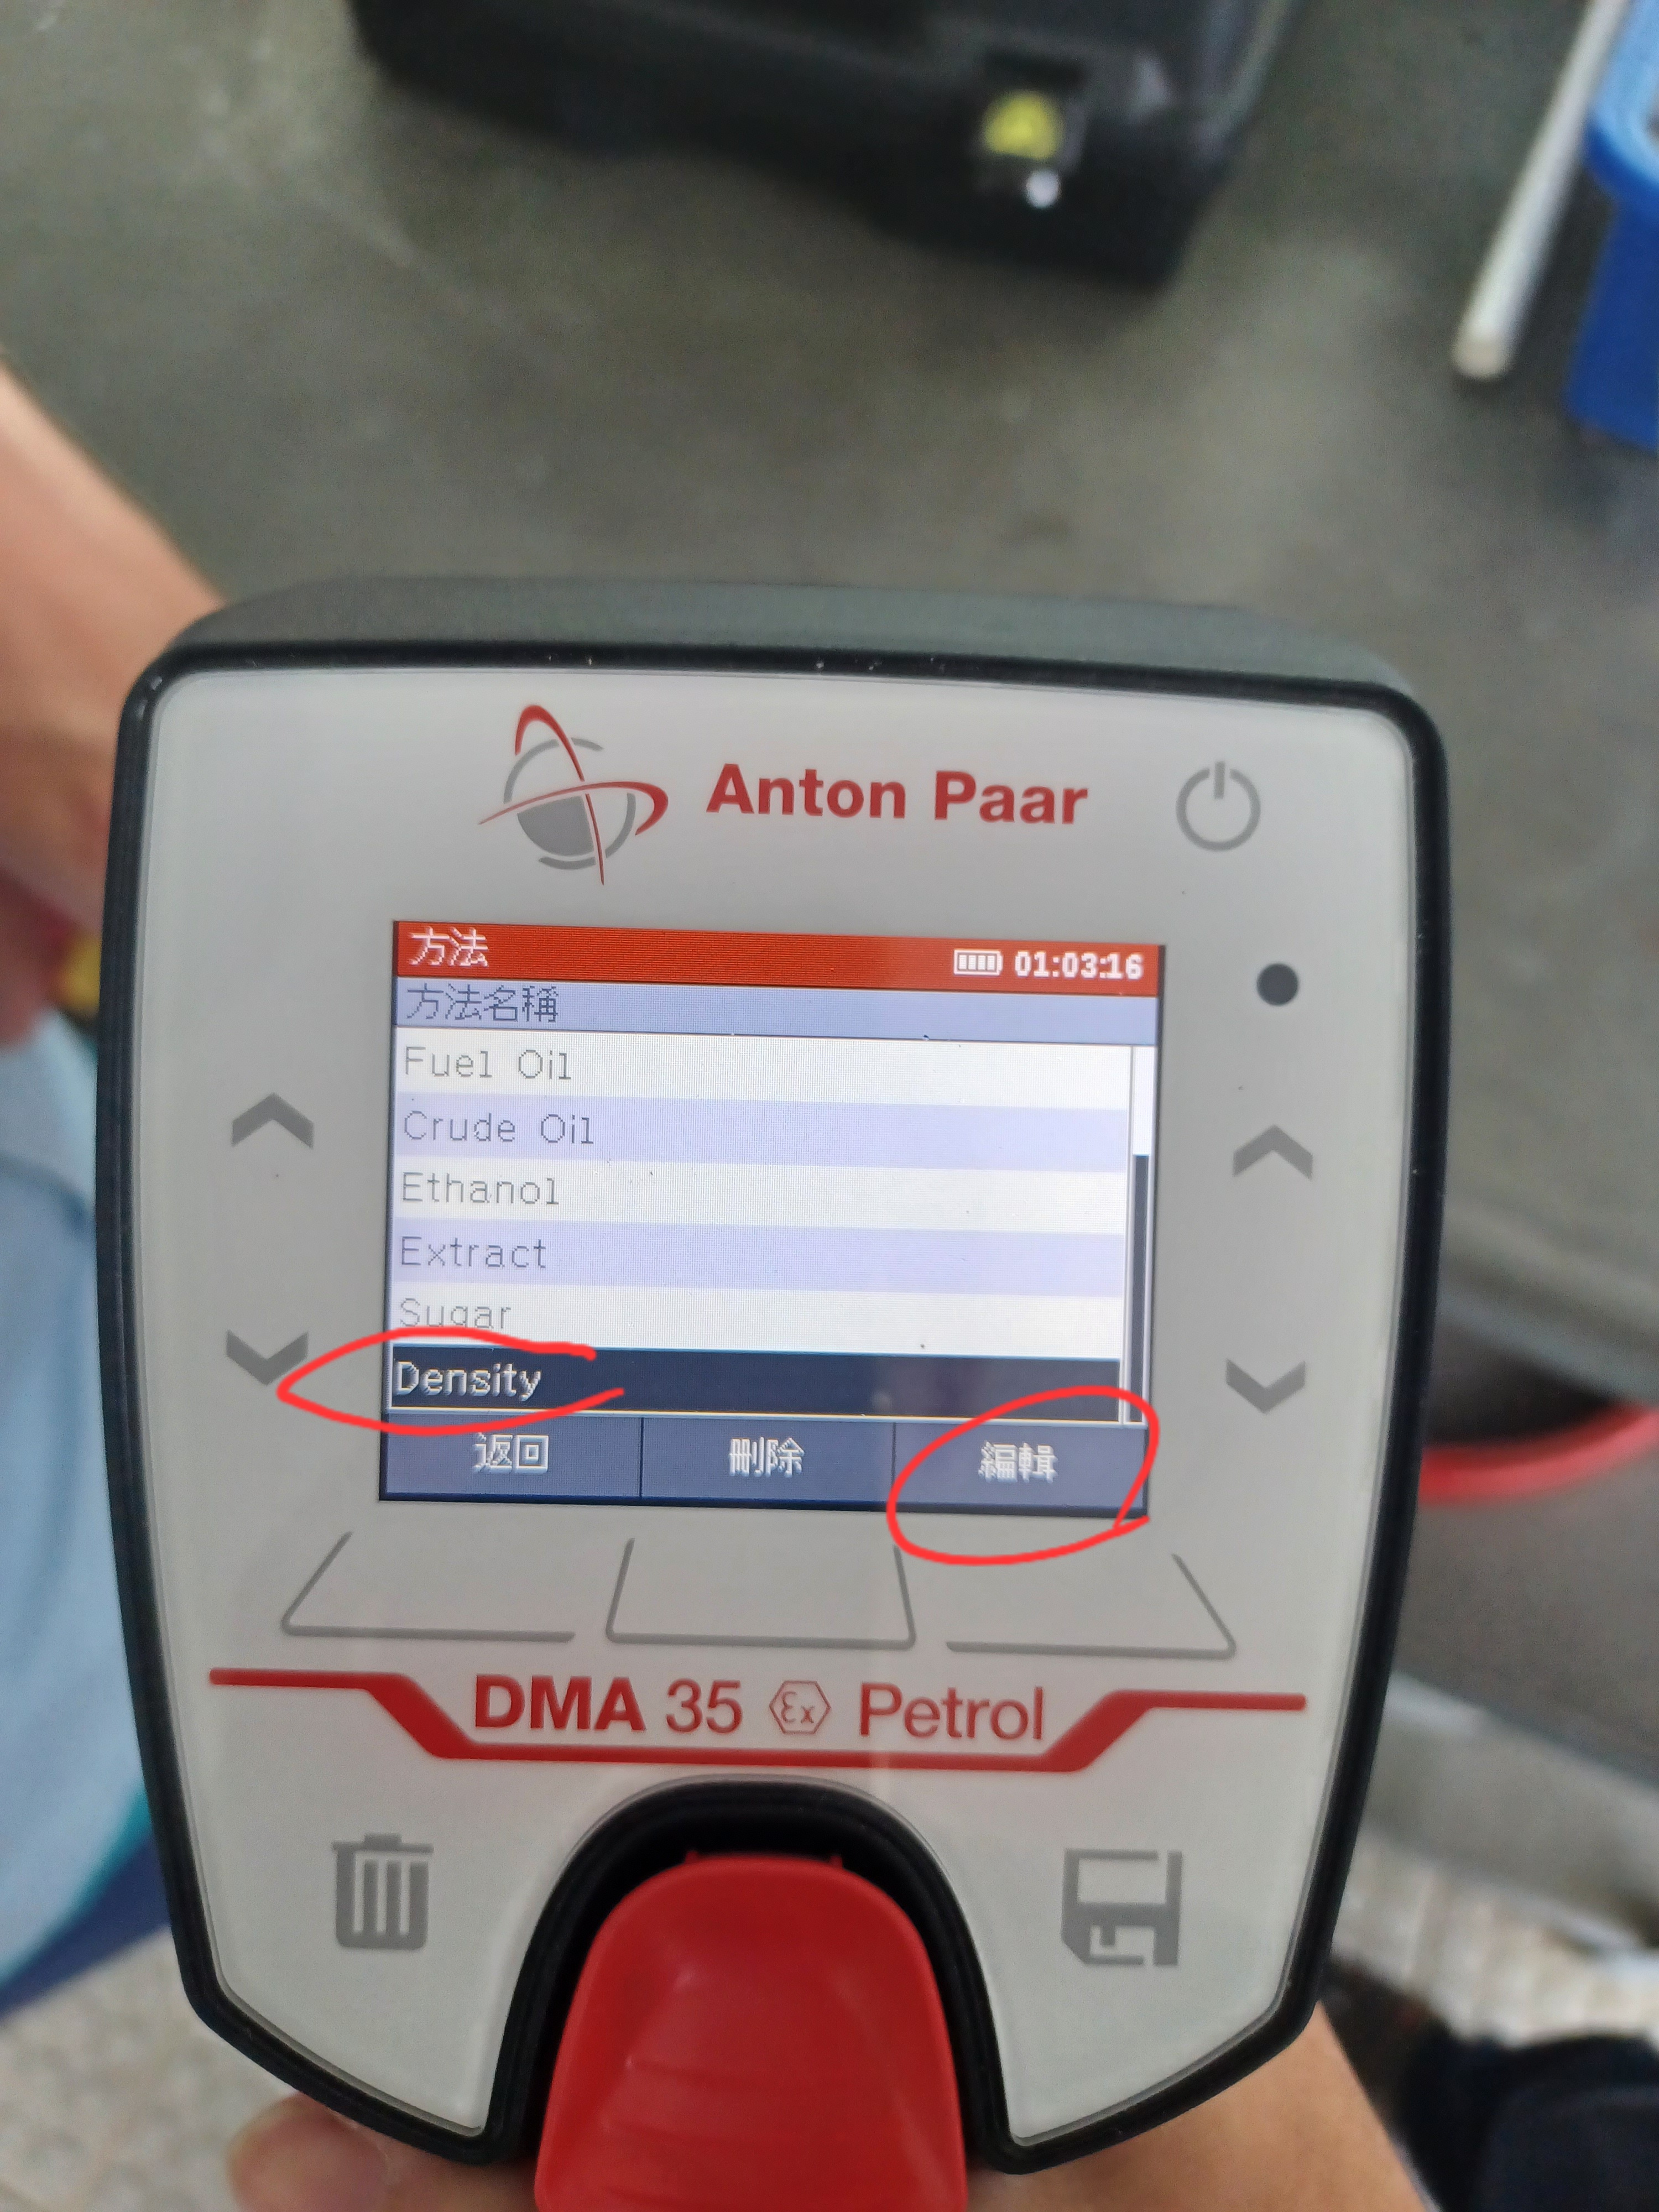 Anton Paar
方法 01:03:16
方法名稱
Fuel Oil
Crude Oil
Ethanol
Extract
Sugar
Density
返回 刪除 編輯
DMA 35 Ex Petrol